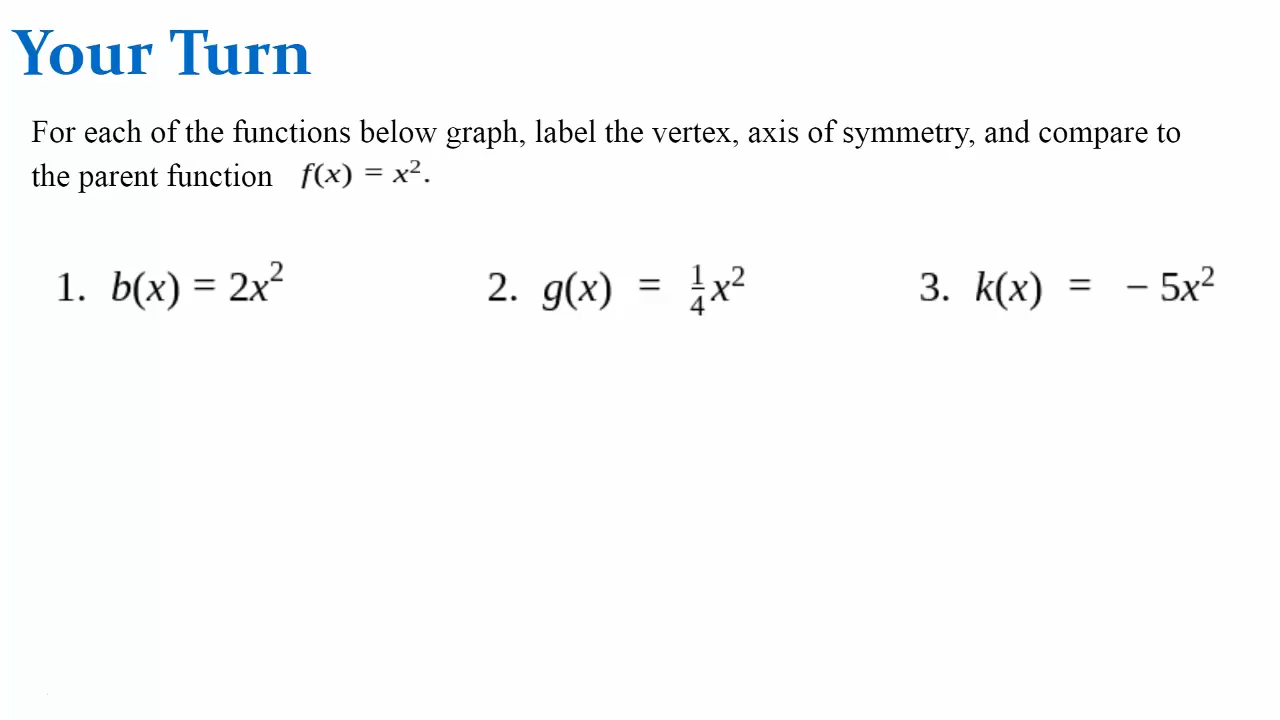 Your Turn
For each of the functions below graph, label the vertex, axis of symmetry, and compare to
the parent function f(x) = x².
1. b(x) = 2x² 2. g(x) = ¼x² 3. k(x) = − 5x²